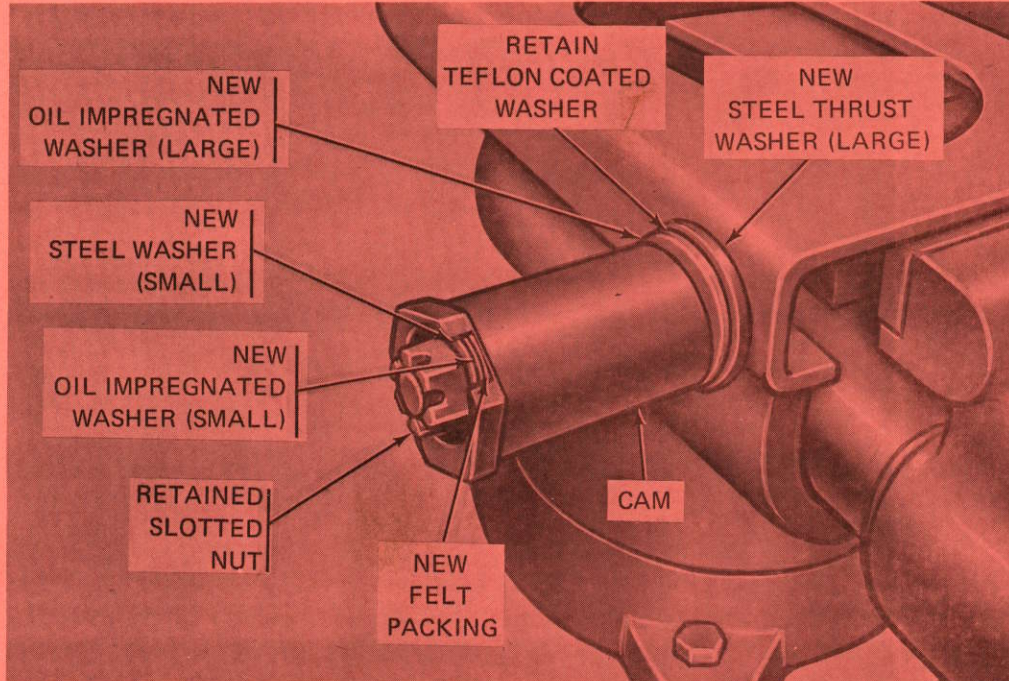 RETAIN
TEFLON COATED
WASHER
NEW
STEEL THRUST
WASHER (LARGE)
NEW
OIL IMPREGNATED
WASHER (LARGE)
NEW
STEEL WASHER
(SMALL)
NEW
OIL IMPREGNATED
WASHER (SMALL)
RETAINED
SLOTTED
NUT
NEW
FELT
PACKING
CAM